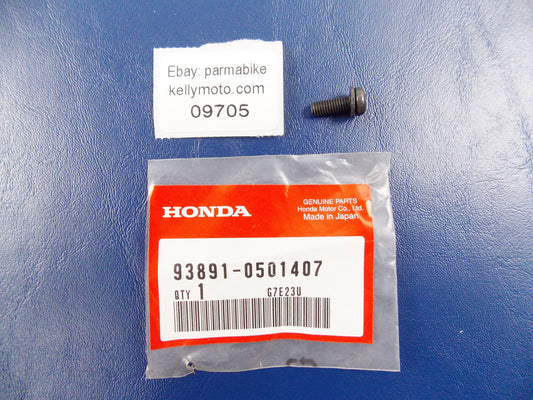 Ebay: parmabike
kellymoto.com
09705
HONDA
GENUINE PARTS
Honda Motor Co., Ltd.
Made in Japan
93891-0501407
QTY 1 G7E23U